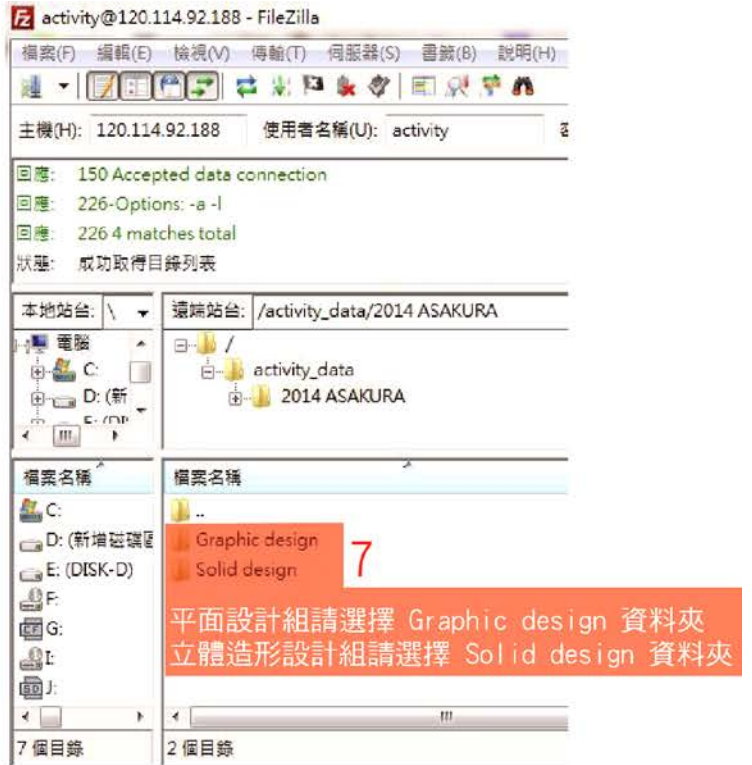 activity@120.114.92.188 - FileZilla
檔案(F) 編輯(E) 檢視(V) 傳輸(T) 伺服器(S) 書籤(B) 說明(H)
主機(H): 120.114.92.188 使用者名稱(U): activity
回應: 150 Accepted data connection
回應: 226-Options: -a -l
回應: 226 4 matches total
狀態: 成功取得目錄列表
本地站台: \ 遠端站台: /activity_data/2014 ASAKURA
電腦
C:
D: (新
E: (DI
/
activity_data
2014 ASAKURA
檔案名稱
C:
D: (新增磁碟區
E: (DISK-D)
F:
G:
I:
J:
7 個目錄
檔案名稱
..
Graphic design
Solid design
7
平面設計組請選擇 Graphic design 資料夾
立體造形設計組請選擇 Solid design 資料夾
2 個目錄